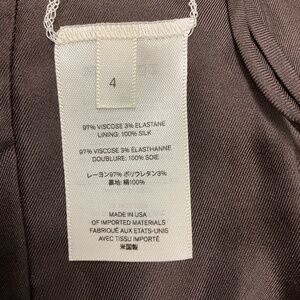 4
97% VISCOSE 3% ELASTANE
LINING: 100% SILK
97% VISCOSE 3% ELASTHANNE
DOUBLURE: 100% SOIE
レーヨン97% ポリウレタン3%
裏地: 絹100%
MADE IN USA
OF IMPORTED MATERIALS
FABRIQUÉ AUX ETATS-UNIS
AVEC TISSU IMPORTÉ
米国製